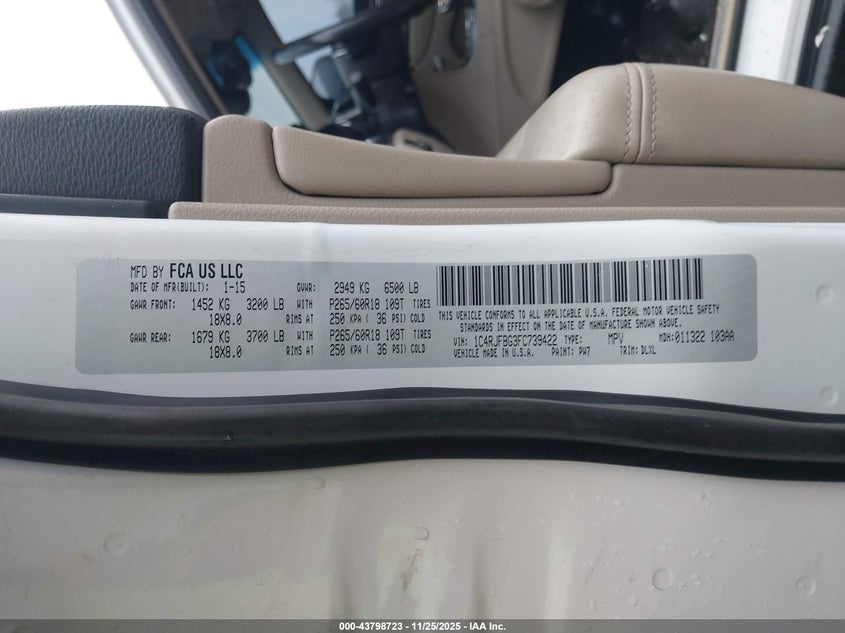 MFD BY FCA US LLC
DATE OF MFR(BUILT): 1-15 GVWR: 2949 KG 6500 LB
GAWR FRONT: 1452 KG 3200 LB WITH P265/60R18 109T TIRES
18X8.0 RIMS AT 250 KPA ( 36 PSI) COLD
GAWR REAR: 1679 KG 3700 LB WITH P265/60R18 109T TIRES
18X8.0 RIMS AT 250 KPA ( 36 PSI) COLD
THIS VEHICLE CONFORMS TO ALL APPLICABLE U.S.A. FEDERAL MOTOR VEHICLE SAFETY
STANDARDS IN EFFECT ON THE DATE OF MANUFACTURE SHOWN ABOVE.
VIN: 1C4RJFBG3FC739422 TYPE: MPV MDH:011322 103AA
VEHICLE MADE IN U.S.A. PAINT: PW7 TRIM: DLXL
000-43798723 - 11/25/2025 - IAA Inc.